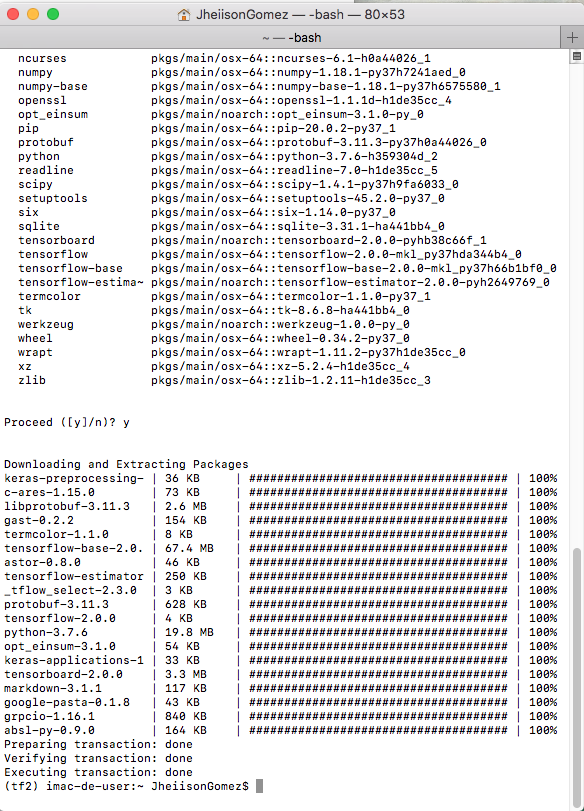 JheiisonGomez — -bash — 80×53
~ — -bash
ncurses pkgs/main/osx-64::ncurses-6.1-h0a44026_1
numpy pkgs/main/osx-64::numpy-1.18.1-py37h7241aed_0
numpy-base pkgs/main/osx-64::numpy-base-1.18.1-py37h6575580_1
openssl pkgs/main/osx-64::openssl-1.1.1d-h1de35cc_4
opt_einsum pkgs/main/noarch::opt_einsum-3.1.0-py_0
pip pkgs/main/osx-64::pip-20.0.2-py37_1
protobuf pkgs/main/osx-64::protobuf-3.11.3-py37h0a44026_0
python pkgs/main/osx-64::python-3.7.6-h359304d_2
readline pkgs/main/osx-64::readline-7.0-h1de35cc_5
scipy pkgs/main/osx-64::scipy-1.4.1-py37h9fa6033_0
setuptools pkgs/main/osx-64::setuptools-45.2.0-py37_0
six pkgs/main/osx-64::six-1.14.0-py37_0
sqlite pkgs/main/osx-64::sqlite-3.31.1-ha441bb4_0
tensorboard pkgs/main/noarch::tensorboard-2.0.0-pyhb38c66f_1
tensorflow pkgs/main/osx-64::tensorflow-2.0.0-mkl_py37hda344b4_0
tensorflow-base pkgs/main/osx-64::tensorflow-base-2.0.0-mkl_py37h66b1bf0_0
tensorflow-estima~ pkgs/main/noarch::tensorflow-estimator-2.0.0-pyh2649769_0
termcolor pkgs/main/osx-64::termcolor-1.1.0-py37_1
tk pkgs/main/osx-64::tk-8.6.8-ha441bb4_0
werkzeug pkgs/main/noarch::werkzeug-1.0.0-py_0
wheel pkgs/main/osx-64::wheel-0.34.2-py37_0
wrapt pkgs/main/osx-64::wrapt-1.11.2-py37h1de35cc_0
xz pkgs/main/osx-64::xz-5.2.4-h1de35cc_4
zlib pkgs/main/osx-64::zlib-1.2.11-h1de35cc_3
Proceed ([y]/n)? y
Downloading and Extracting Packages
keras-preprocessing- | 36 KB | ##################################### | 100%
c-ares-1.15.0 | 73 KB | ##################################### | 100%
libprotobuf-3.11.3 | 2.6 MB | ##################################### | 100%
gast-0.2.2 | 154 KB | ##################################### | 100%
termcolor-1.1.0 | 8 KB | ##################################### | 100%
tensorflow-base-2.0. | 67.4 MB | ##################################### | 100%
astor-0.8.0 | 46 KB | ##################################### | 100%
tensorflow-estimator | 250 KB | ##################################### | 100%
_tflow_select-2.3.0 | 3 KB | ##################################### | 100%
protobuf-3.11.3 | 628 KB | ##################################### | 100%
tensorflow-2.0.0 | 4 KB | ##################################### | 100%
python-3.7.6 | 19.8 MB | ##################################### | 100%
opt_einsum-3.1.0 | 54 KB | ##################################### | 100%
keras-applications-1 | 33 KB | ##################################### | 100%
tensorboard-2.0.0 | 3.3 MB | ##################################### | 100%
markdown-3.1.1 | 117 KB | ##################################### | 100%
google-pasta-0.1.8 | 43 KB | ##################################### | 100%
grpcio-1.16.1 | 840 KB | ##################################### | 100%
absl-py-0.9.0 | 164 KB | ##################################### | 100%
Preparing transaction: done
Verifying transaction: done
Executing transaction: done
(tf2) imac-de-user:~ JheiisonGomez$